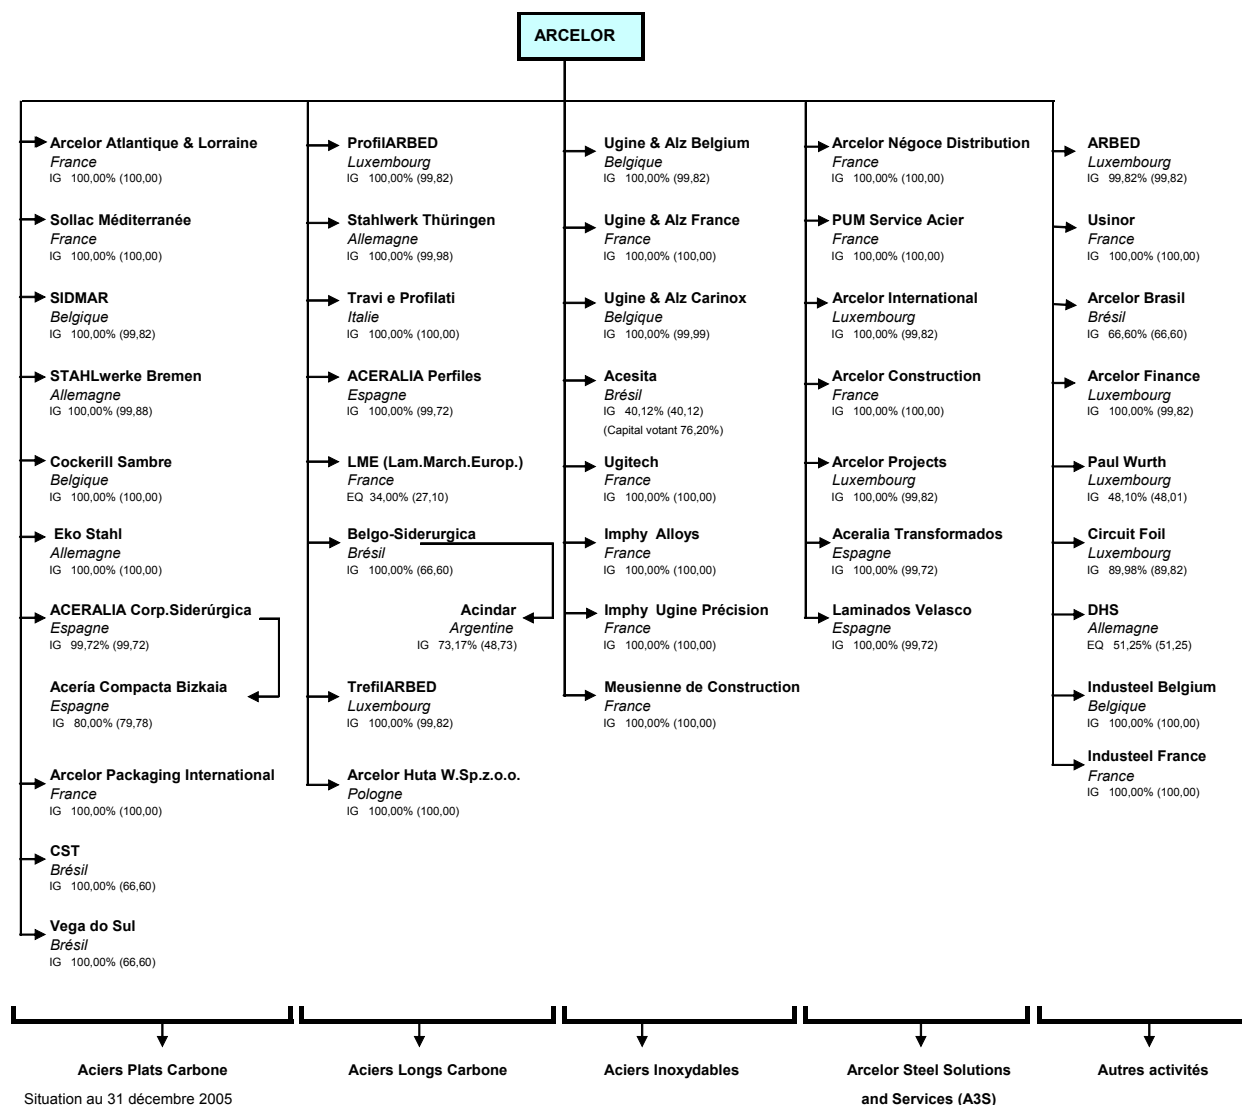 ARCELOR
Arcelor Atlantique & Lorraine
France
IG 100,00% (100,00)
Sollac Méditerranée
France
IG 100,00% (100,00)
SIDMAR
Belgique
IG 100,00% (99,82)
STAHLwerke Bremen
Allemagne
IG 100,00% (99,88)
Cockerill Sambre
Belgique
IG 100,00% (100,00)
Eko Stahl
Allemagne
IG 100,00% (100,00)
ACERALIA Corp.Siderúrgica
Espagne
IG 99,72% (99,72)
Acería Compacta Bizkaia
Espagne
IG 80,00% (79,78)
Arcelor Packaging International
France
IG 100,00% (100,00)
CST
Brésil
IG 100,00% (66,60)
Vega do Sul
Brésil
IG 100,00% (66,60)
Aciers Plats Carbone
ProfilARBED
Luxembourg
IG 100,00% (99,82)
Stahlwerk Thüringen
Allemagne
IG 100,00% (99,98)
Travi e Profilati
Italie
IG 100,00% (100,00)
ACERALIA Perfiles
Espagne
IG 100,00% (99,72)
LME (Lam.March.Europ.)
France
EQ 34,00% (27,10)
Belgo-Siderurgica
Brésil
IG 100,00% (66,60)
Acindar
Argentine
IG 73,17% (48,73)
TrefilARBED
Luxembourg
IG 100,00% (99,82)
Arcelor Huta W.Sp.z.o.o.
Pologne
IG 100,00% (100,00)
Aciers Longs Carbone
Ugine & Alz Belgium
Belgique
IG 100,00% (99,82)
Ugine & Alz France
France
IG 100,00% (100,00)
Ugine & Alz Carinox
Belgique
IG 100,00% (99,99)
Acesita
Brésil
IG 40,12% (40,12)
(Capital votant 76,20%)
Ugitech
France
IG 100,00% (100,00)
Imphy Alloys
France
IG 100,00% (100,00)
Imphy Ugine Précision
France
IG 100,00% (100,00)
Meusienne de Construction
France
IG 100,00% (100,00)
Aciers Inoxydables
Arcelor Négoce Distribution
France
IG 100,00% (100,00)
PUM Service Acier
France
IG 100,00% (100,00)
Arcelor International
Luxembourg
IG 100,00% (99,82)
Arcelor Construction
France
IG 100,00% (100,00)
Arcelor Projects
Luxembourg
IG 100,00% (99,82)
Aceralia Transformados
Espagne
IG 100,00% (99,72)
Laminados Velasco
Espagne
IG 100,00% (99,72)
Arcelor Steel Solutions
and Services (A3S)
ARBED
Luxembourg
IG 99,82% (99,82)
Usinor
France
IG 100,00% (100,00)
Arcelor Brasil
Brésil
IG 66,60% (66,60)
Arcelor Finance
Luxembourg
IG 100,00% (99,82)
Paul Wurth
Luxembourg
IG 48,10% (48,01)
Circuit Foil
Luxembourg
IG 89,98% (89,82)
DHS
Allemagne
EQ 51,25% (51,25)
Industeel Belgium
Belgique
IG 100,00% (100,00)
Industeel France
France
IG 100,00% (100,00)
Autres activités
Situation au 31 décembre 2005